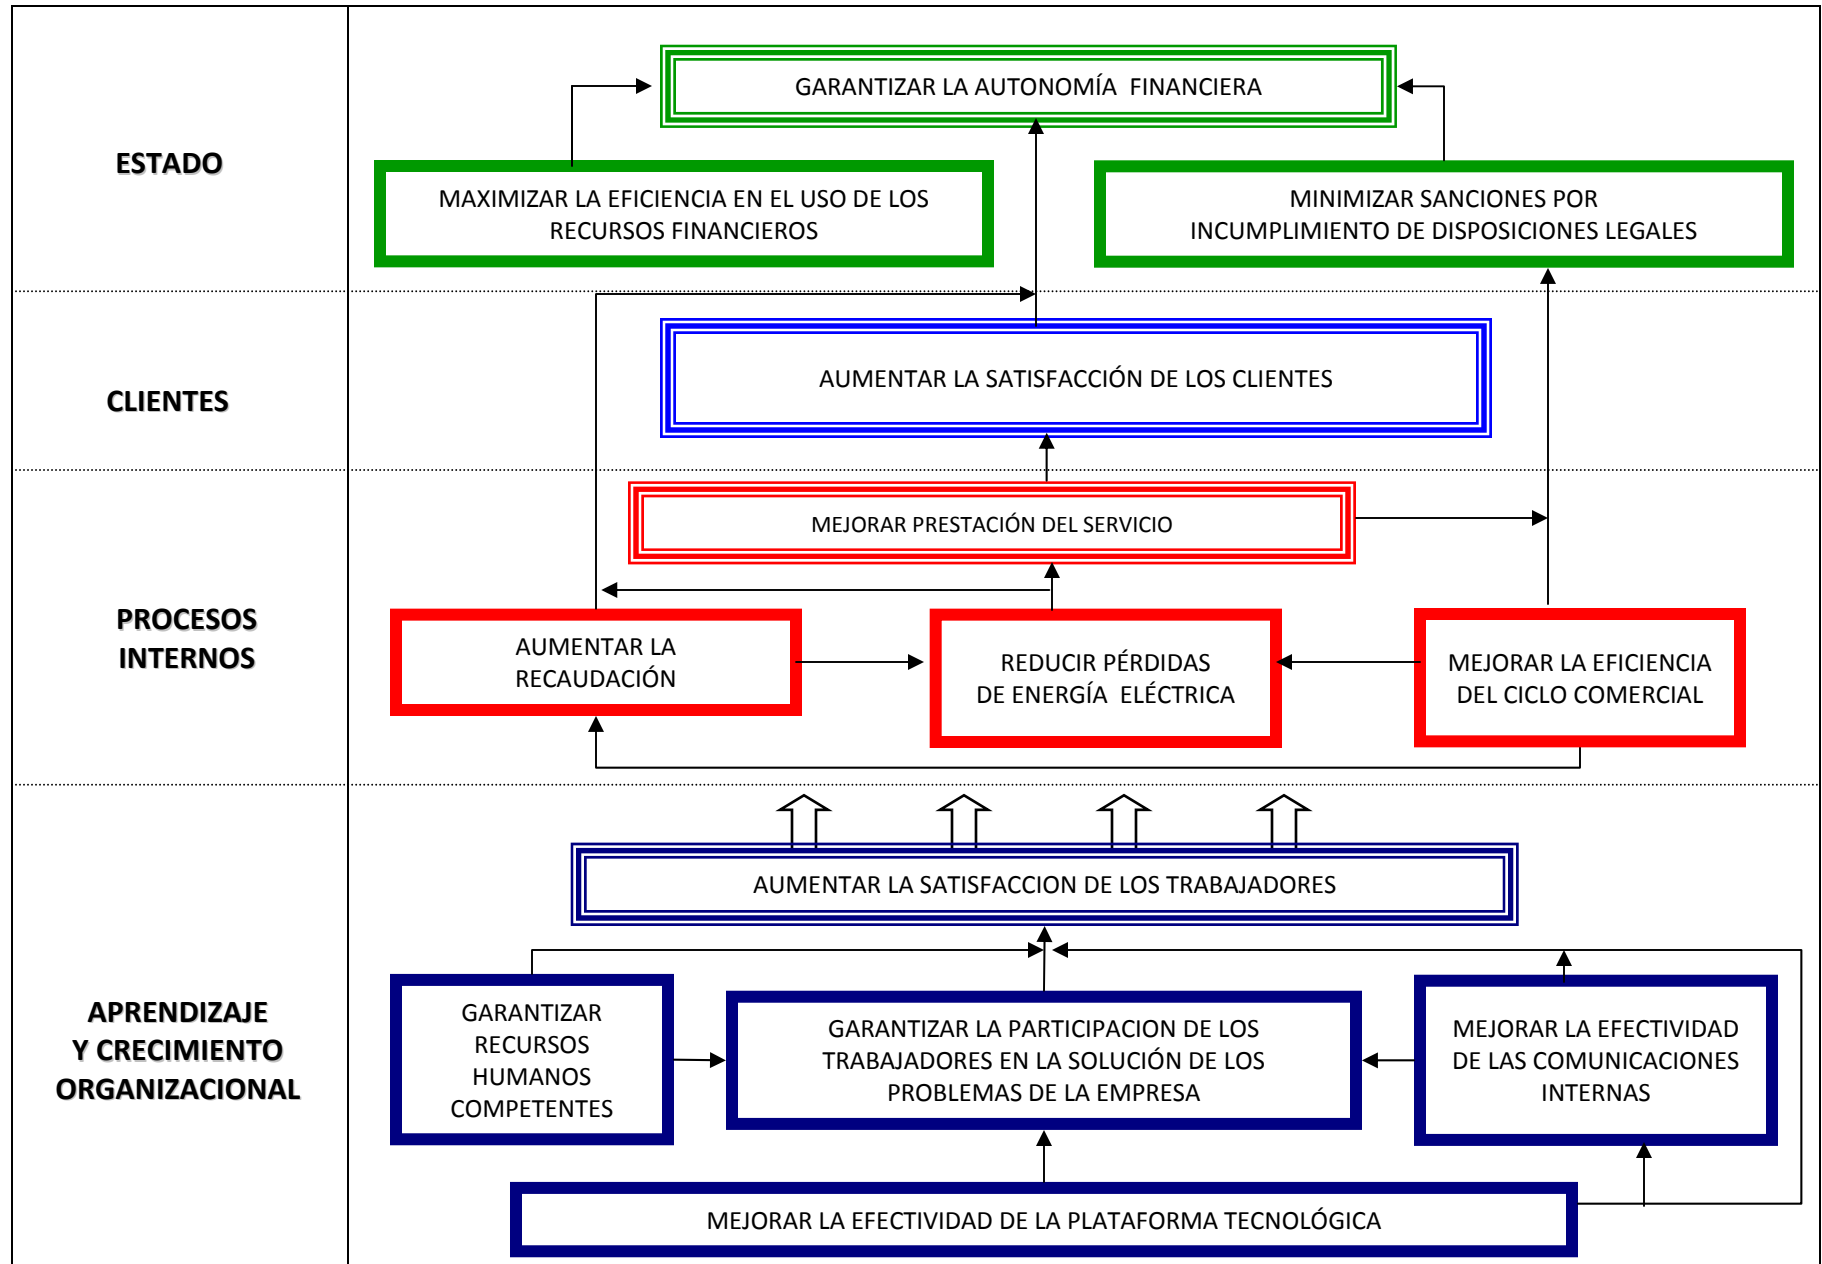 ESTADO
GARANTIZAR LA AUTONOMÍA  FINANCIERA
MAXIMIZAR LA EFICIENCIA EN EL USO DE LOS
RECURSOS FINANCIEROS
MINIMIZAR SANCIONES POR
INCUMPLIMIENTO DE DISPOSICIONES LEGALES
CLIENTES
AUMENTAR LA SATISFACCIÓN DE LOS CLIENTES
PROCESOS
INTERNOS
MEJORAR PRESTACIÓN DEL SERVICIO
AUMENTAR LA
RECAUDACIÓN
REDUCIR PÉRDIDAS
DE ENERGÍA  ELÉCTRICA
MEJORAR LA EFICIENCIA
DEL CICLO COMERCIAL
APRENDIZAJE
Y CRECIMIENTO
ORGANIZACIONAL
AUMENTAR LA SATISFACCION DE LOS TRABAJADORES
GARANTIZAR
RECURSOS
HUMANOS
COMPETENTES
GARANTIZAR LA PARTICIPACION DE LOS
TRABAJADORES EN LA SOLUCIÓN DE LOS
PROBLEMAS DE LA EMPRESA
MEJORAR LA EFECTIVIDAD
DE LAS COMUNICACIONES
INTERNAS
MEJORAR LA EFECTIVIDAD DE LA PLATAFORMA TECNOLÓGICA